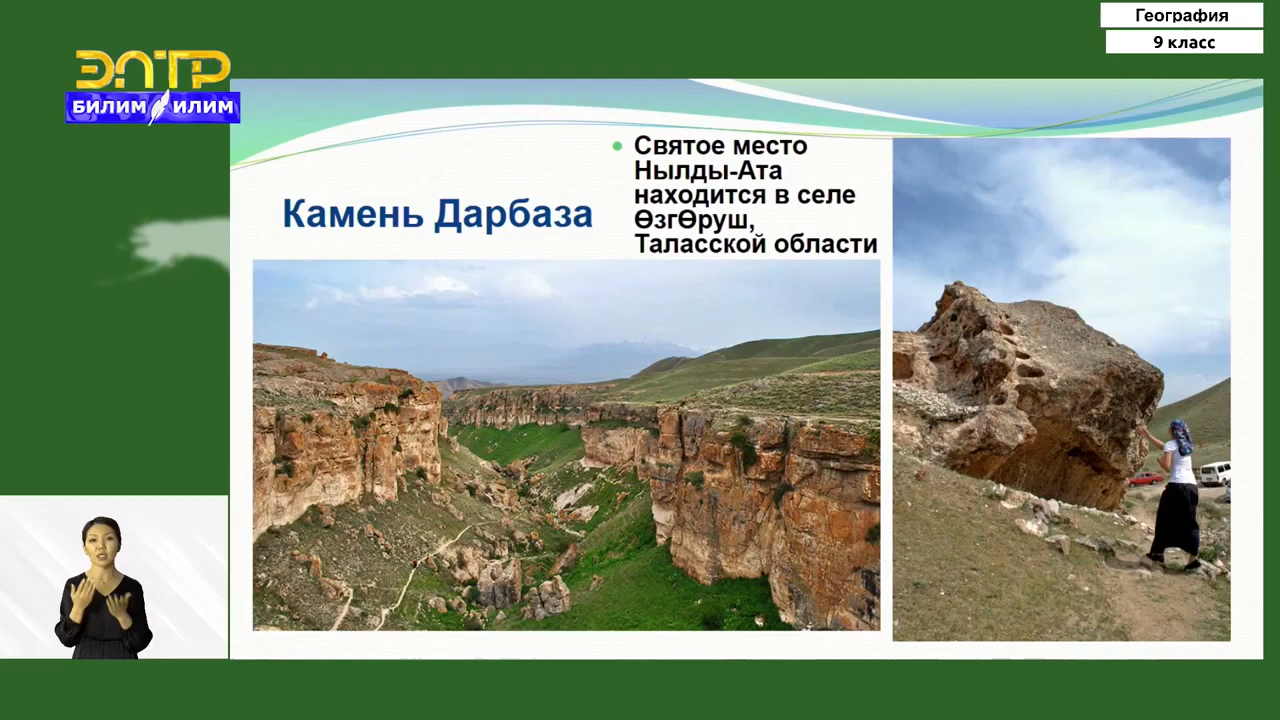 География
9 класс
ЭЛТР
БИЛИМ ИЛИМ
Камень Дарбаза
• Святое место
Нылды-Ата
находится в селе
ӨзгӨруш,
Таласской области